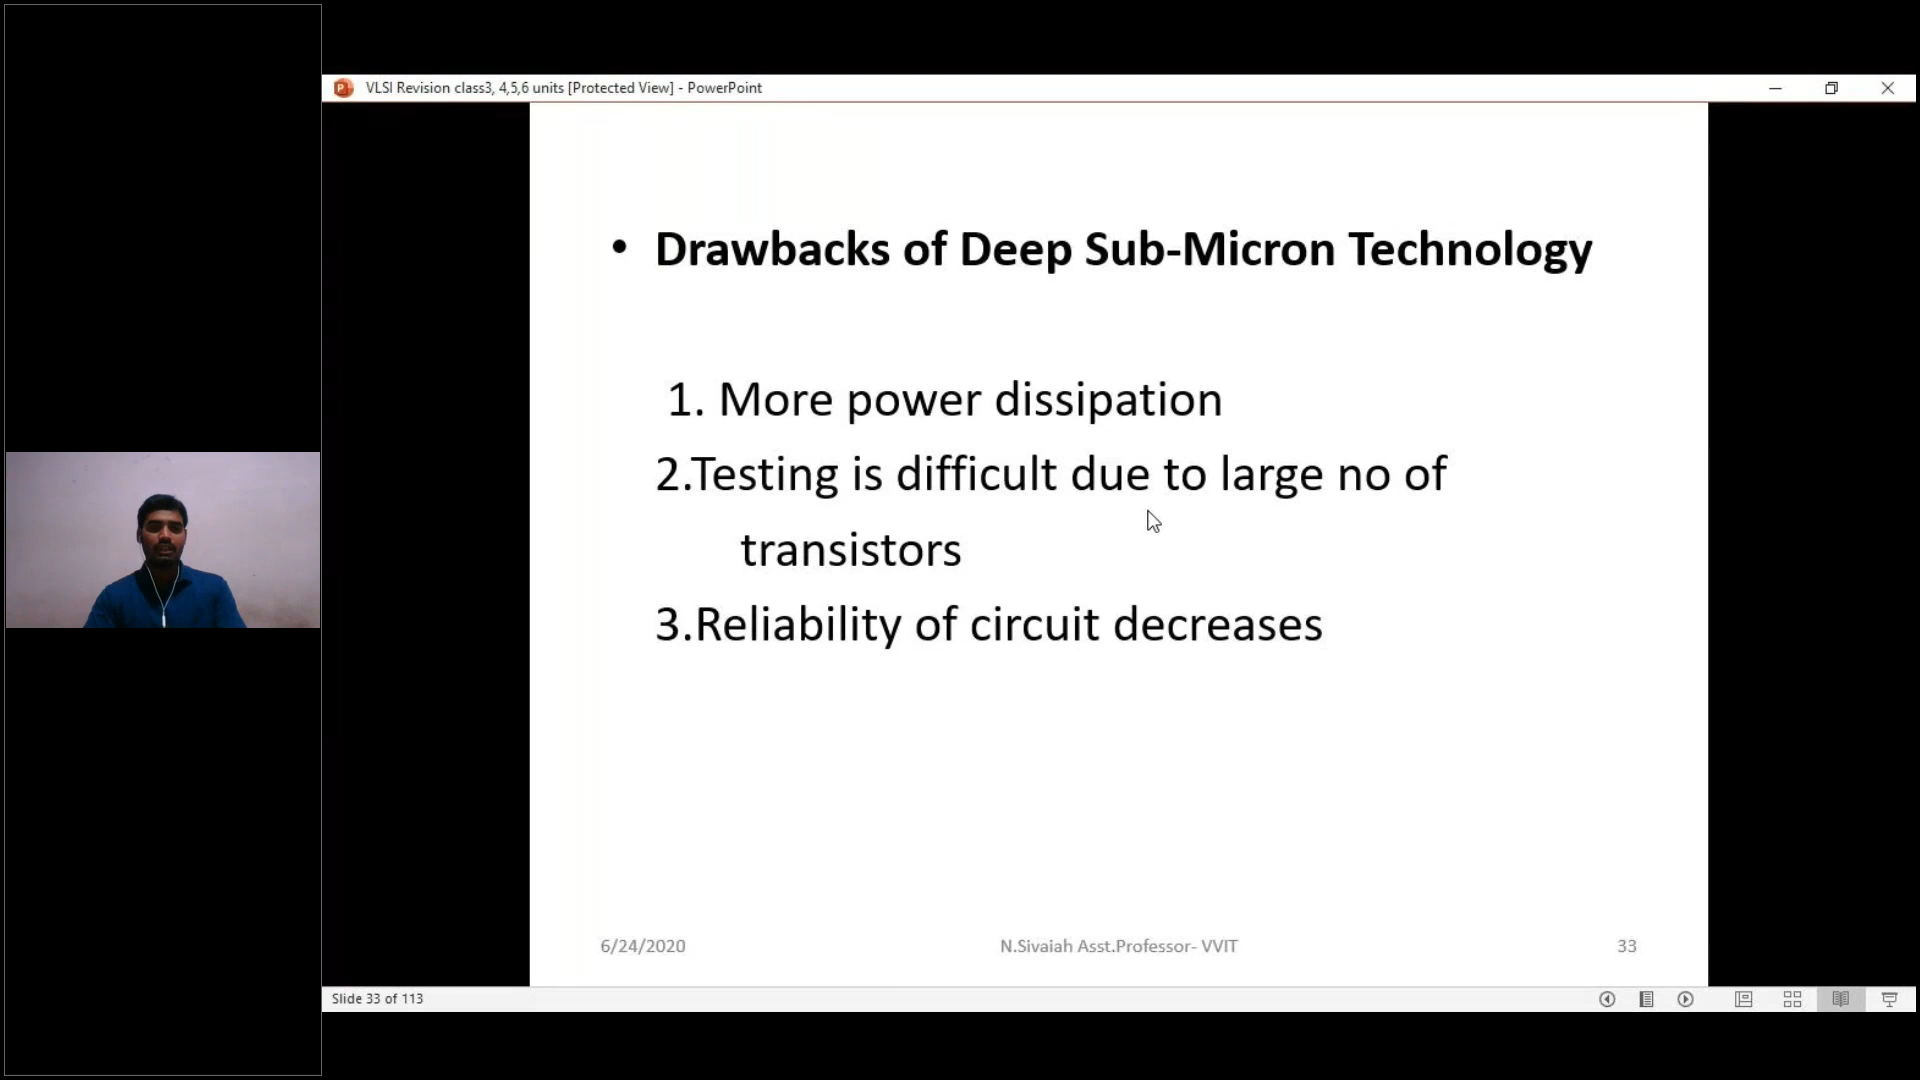 VLSI Revision class3, 4,5,6 units [Protected View] - PowerPoint
• Drawbacks of Deep Sub-Micron Technology
1. More power dissipation
2.Testing is difficult due to large no of
transistors
3.Reliability of circuit decreases
6/24/2020 N.Sivaiah Asst.Professor- VVIT 33
Slide 33 of 113